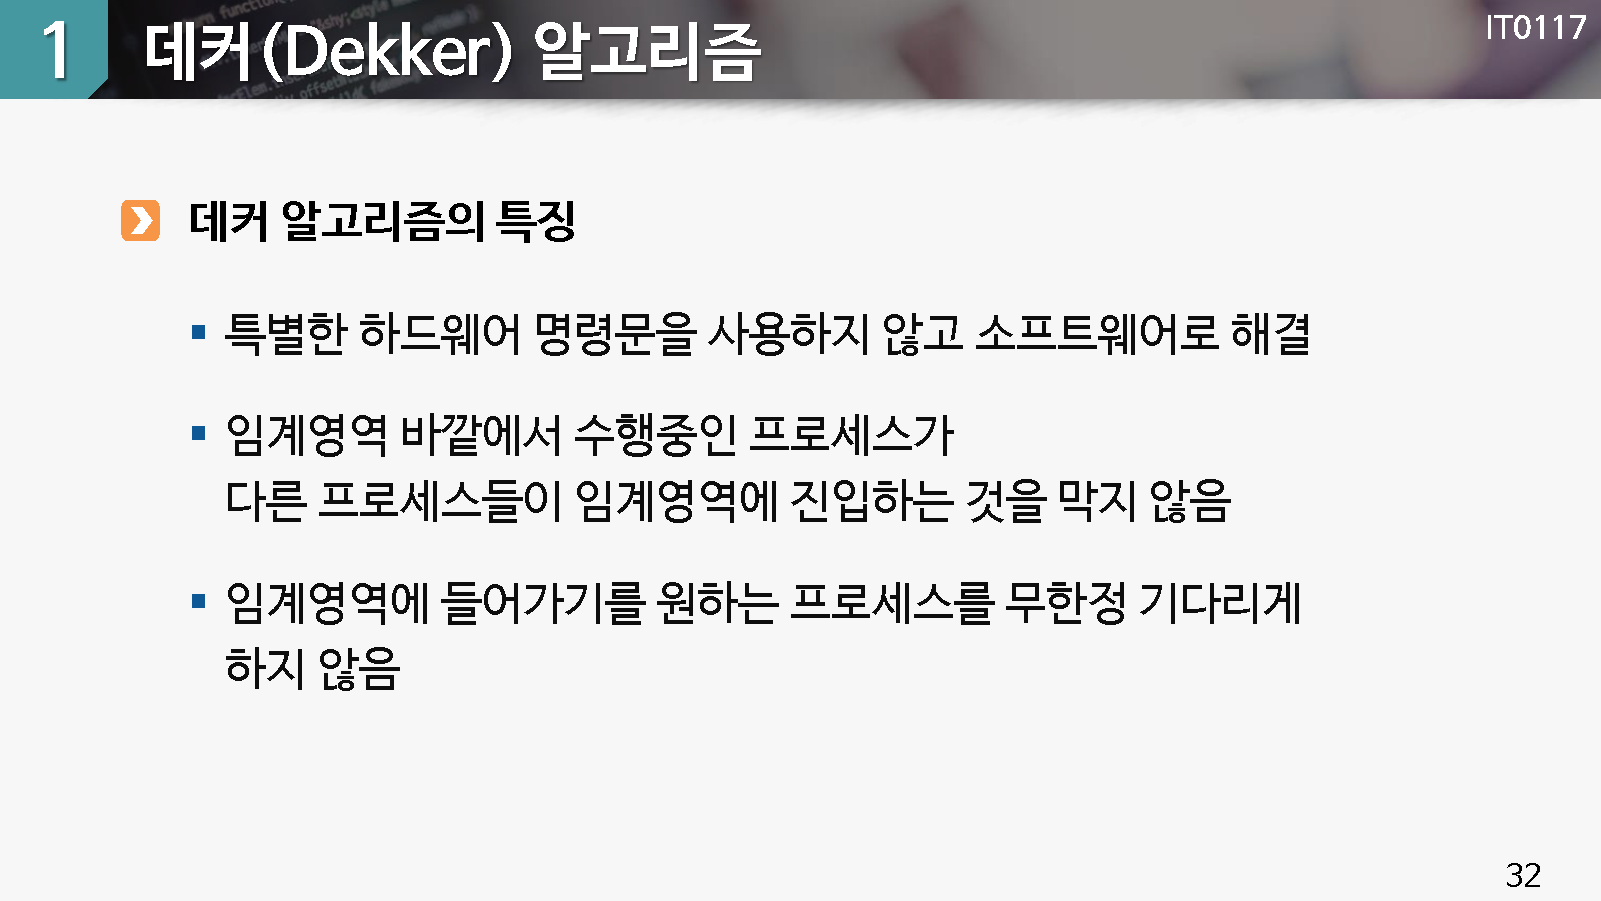 1
데커(Dekker) 알고리즘
IT0117
데커 알고리즘의 특징
특별한 하드웨어 명령문을 사용하지 않고 소프트웨어로 해결
임계영역 바깥에서 수행중인 프로세스가
다른 프로세스들이 임계영역에 진입하는 것을 막지 않음
임계영역에 들어가기를 원하는 프로세스를 무한정 기다리게
하지 않음
32